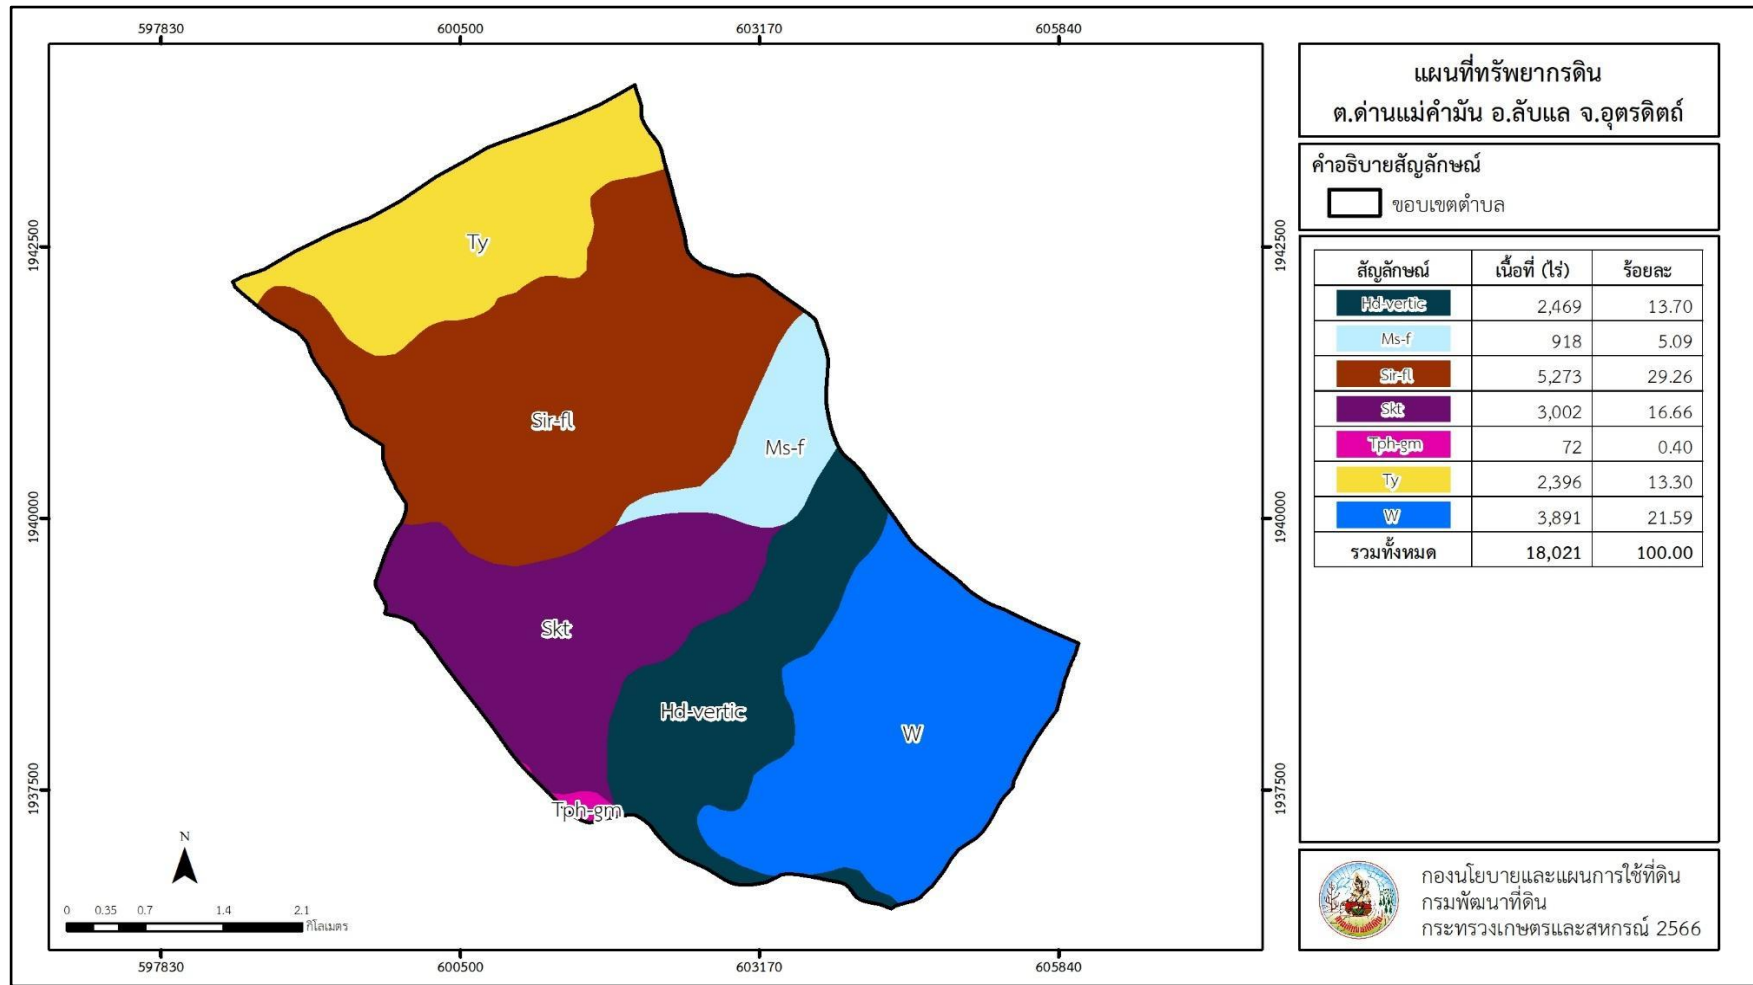 597830 600500 603170 605840
1942500 1942500
1940000 1940000
1937500 1937500
Ty
Sir-fl
Ms-f
Skt
Hd-vertic
W
Tph-gm
N
0 0.35 0.7 1.4 2.1
กิโลเมตร
597830 600500 603170 605840
แผนที่ทรัพยากรดิน
ต.ด่านแม่คำมัน อ.ลับแล จ.อุตรดิตถ์
คำอธิบายสัญลักษณ์
ขอบเขตตำบล
สัญลักษณ์ เนื้อที่ (ไร่) ร้อยละ
Hd-vertic 2,469 13.70
Ms-f 918 5.09
Sir-fl 5,273 29.26
Skt 3,002 16.66
Tph-gm 72 0.40
Ty 2,396 13.30
W 3,891 21.59
รวมทั้งหมด 18,021 100.00
กองนโยบายและแผนการใช้ที่ดิน
กรมพัฒนาที่ดิน
กระทรวงเกษตรและสหกรณ์ 2566